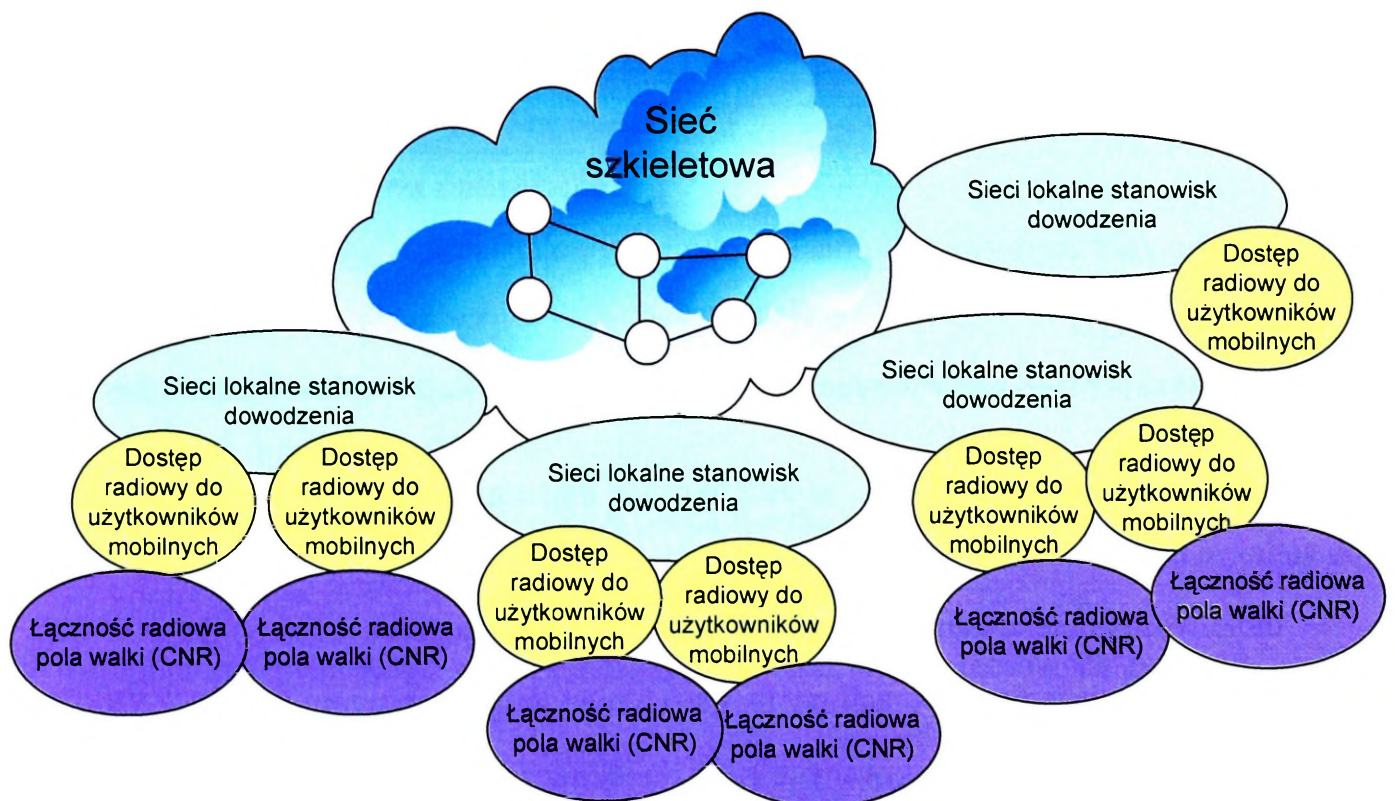 Sieć
szkieletowa
Sieci lokalne stanowisk
dowodzenia
Dostęp
radiowy do
użytkowników
mobilnych
Sieci lokalne stanowisk
dowodzenia
Dostęp
radiowy do
użytkowników
mobilnych
Dostęp
radiowy do
użytkowników
mobilnych
Łączność radiowa
pola walki (CNR)
Łączność radiowa
pola walki (CNR)
Sieci lokalne stanowisk
dowodzenia
Dostęp
radiowy do
użytkowników
mobilnych
Dostęp
radiowy do
użytkowników
mobilnych
Łączność radiowa
pola walki (CNR)
Łączność radiowa
pola walki (CNR)
Sieci lokalne stanowisk
dowodzenia
Dostęp
radiowy do
użytkowników
mobilnych
Dostęp
radiowy do
użytkowników
mobilnych
Łączność radiowa
pola walki (CNR)
Łączność radiowa
pola walki (CNR)